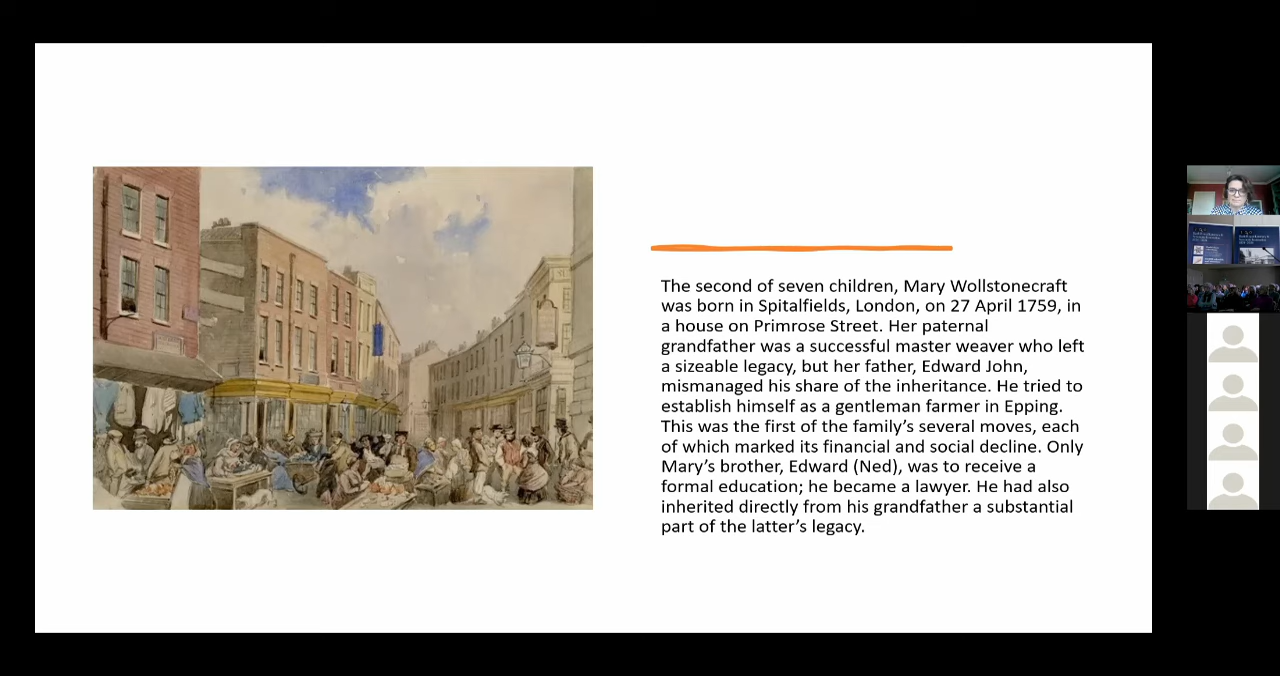 The second of seven children, Mary Wollstonecraft
was born in Spitalfields, London, on 27 April 1759, in
a house on Primrose Street. Her paternal
grandfather was a successful master weaver who left
a sizeable legacy, but her father, Edward John,
mismanaged his share of the inheritance. He tried to
establish himself as a gentleman farmer in Epping.
This was the first of the family’s several moves, each
of which marked its financial and social decline. Only
Mary’s brother, Edward (Ned), was to receive a
formal education; he became a lawyer. He had also
inherited directly from his grandfather a substantial
part of the latter’s legacy.